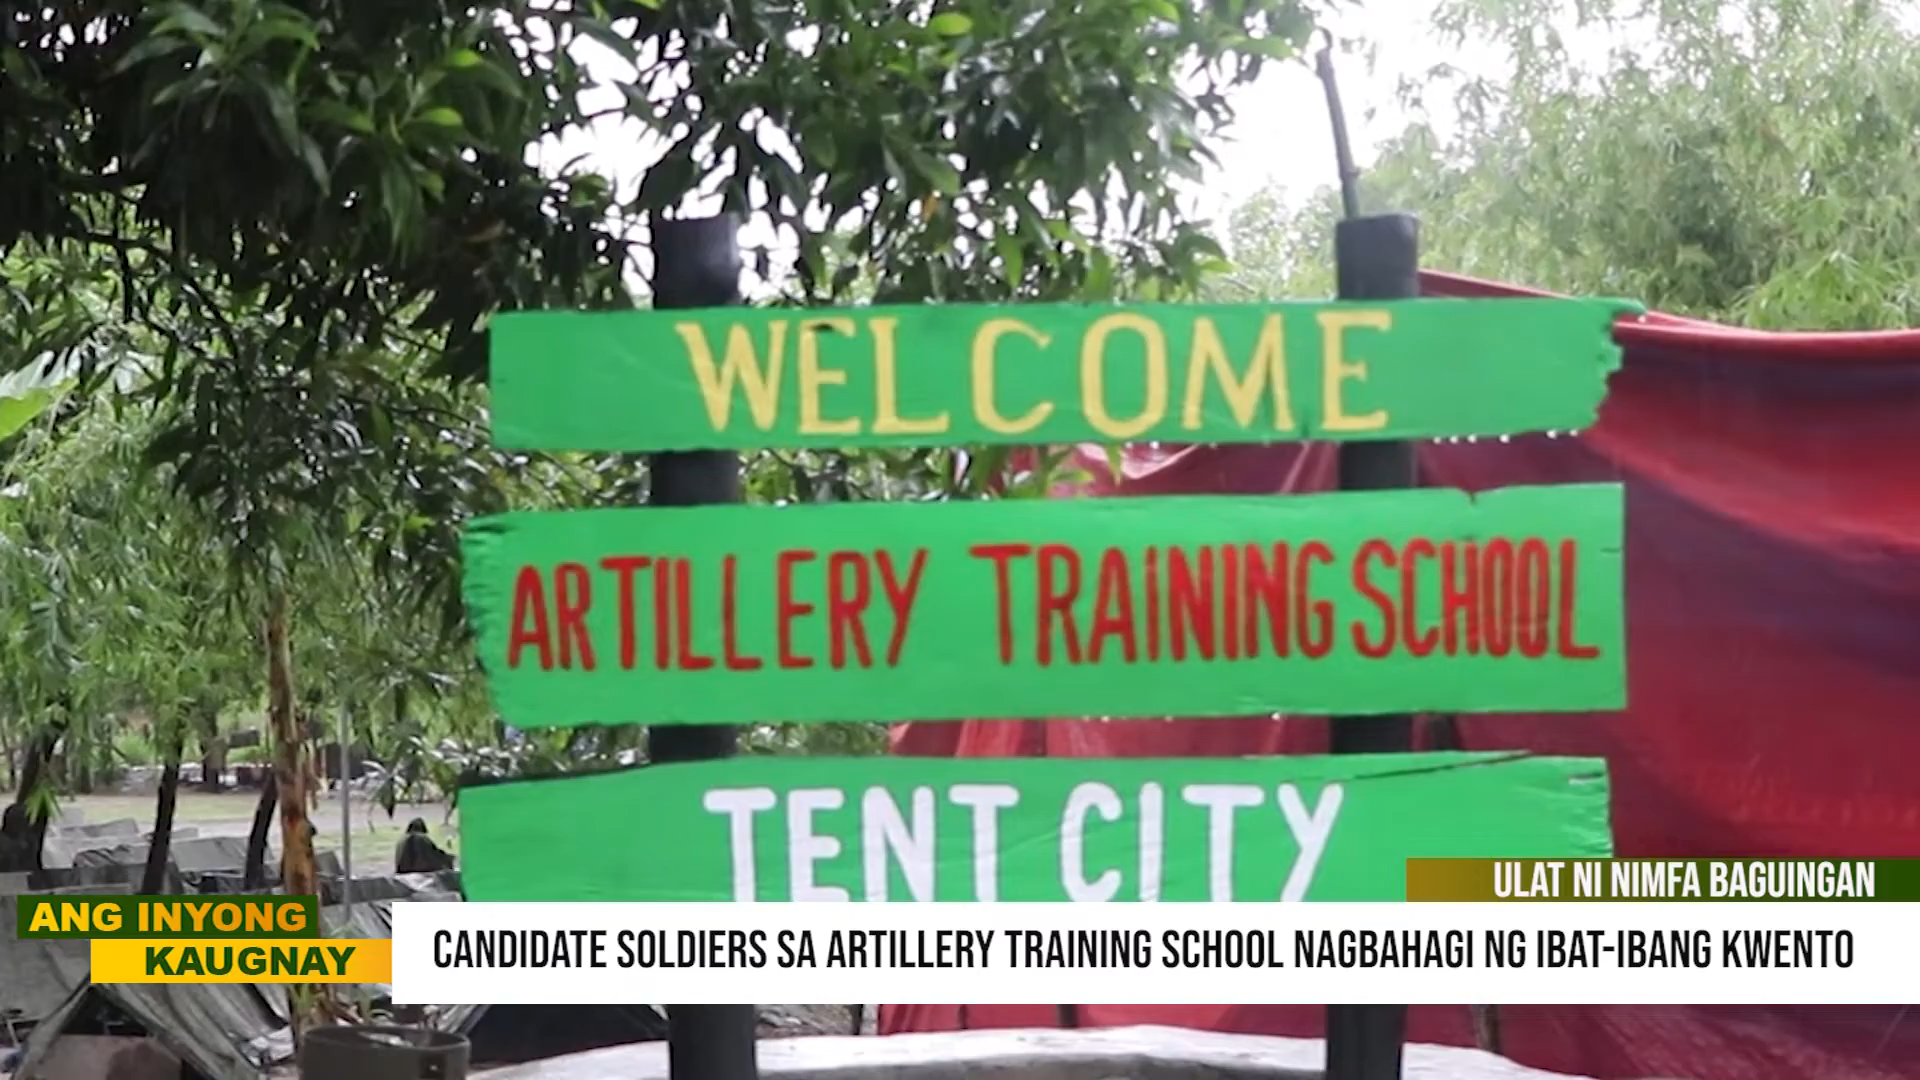 WELCOME
ARTILLERY TRAINING SCHOOL
TENT CITY
ULAT NI NIMFA BAGUINGAN
ANG INYONG
KAUGNAY
CANDIDATE SOLDIERS SA ARTILLERY TRAINING SCHOOL NAGBAHAGI NG IBAT-IBANG KWENTO